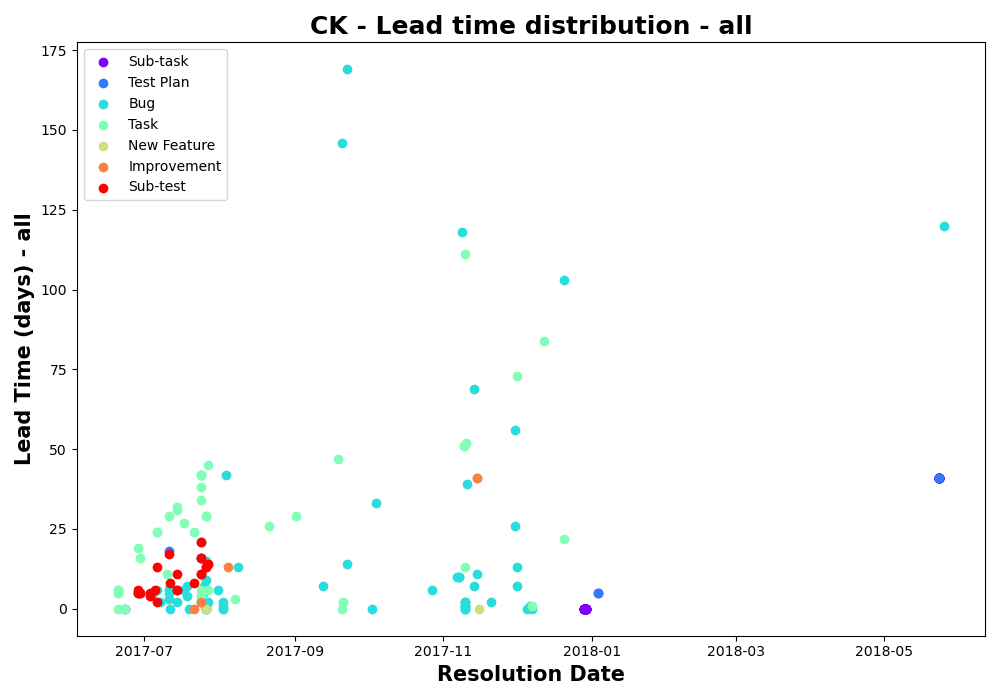 CK - Lead time distribution - all
175
150
125
100
75
50
25
0
Lead Time (days) - all
Sub-task
Test Plan
Bug
Task
New Feature
Improvement
Sub-test
2017-07
2017-09
2017-11
2018-01
2018-03
2018-05
Resolution Date